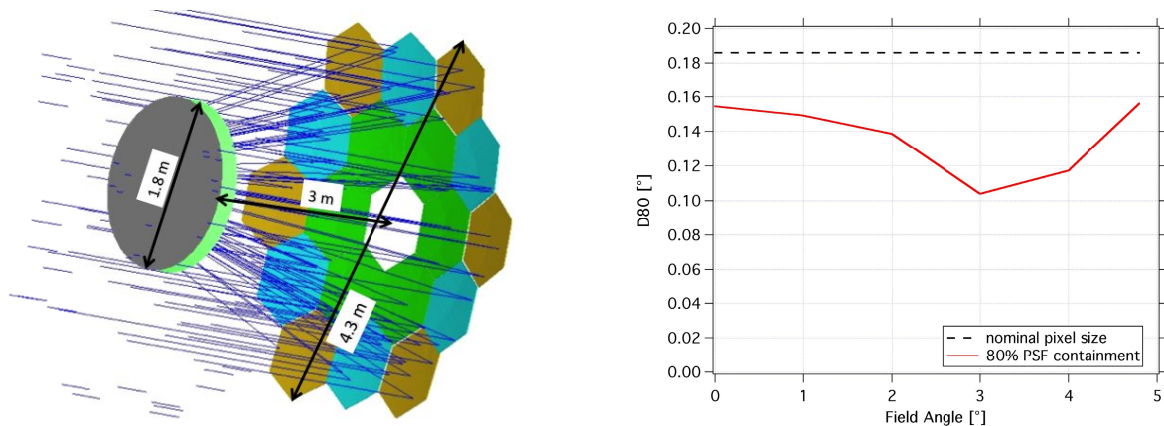 1.8 m
3 m
4.3 m
0.20
0.18
0.16
0.14
0.12
0.10
0.08
0.06
0.04
0.02
0.00
D80 [°]
nominal pixel size
80% PSF containment
0 1 2 3 4 5
Field Angle [°]